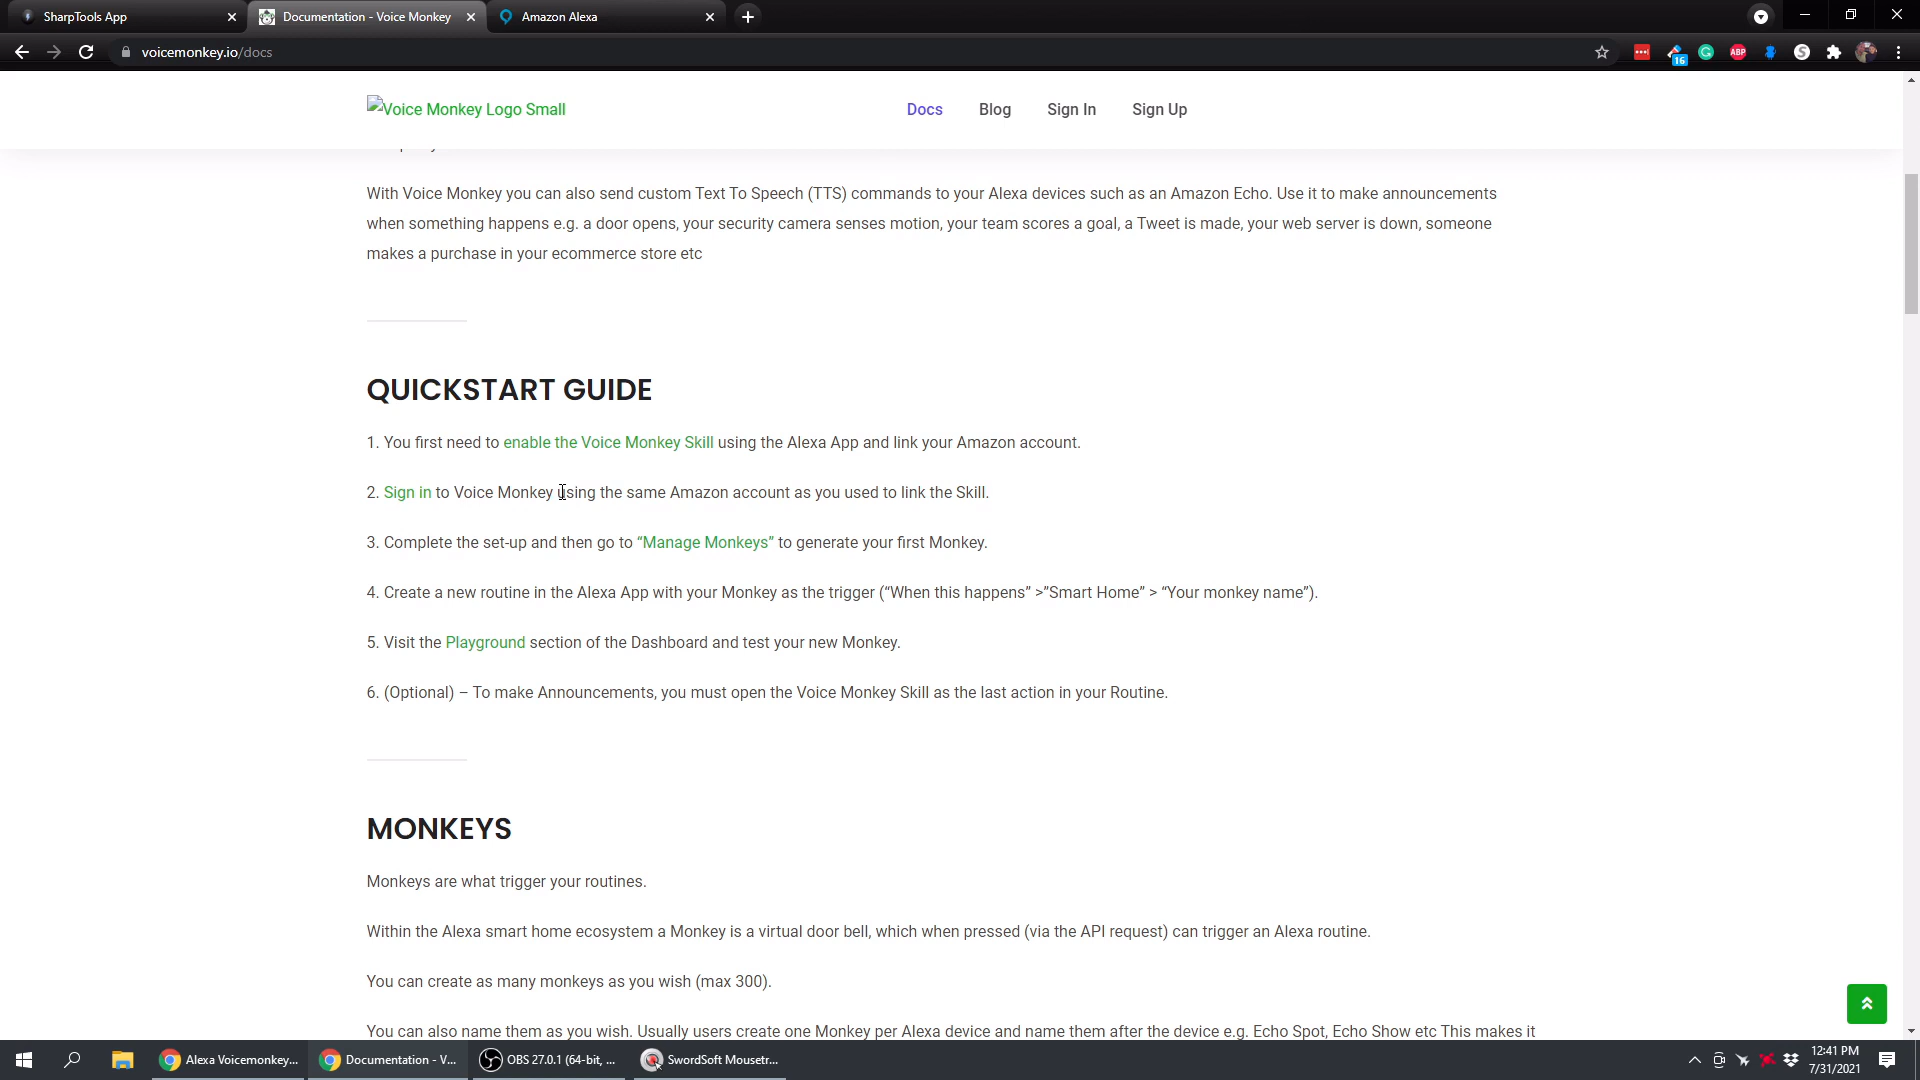 SharpTools App
Documentation - Voice Monkey
Amazon Alexa
voicemonkey.io/docs
16
ABP
Voice Monkey Logo Small
Docs
Blog
Sign In
Sign Up
With Voice Monkey you can also send custom Text To Speech (TTS) commands to your Alexa devices such as an Amazon Echo. Use it to make announcements
when something happens e.g. a door opens, your security camera senses motion, your team scores a goal, a Tweet is made, your web server is down, someone
makes a purchase in your ecommerce store etc
QUICKSTART GUIDE
1. You first need to enable the Voice Monkey Skill using the Alexa App and link your Amazon account.
2. Sign in to Voice Monkey using the same Amazon account as you used to link the Skill.
3. Complete the set-up and then go to “Manage Monkeys” to generate your first Monkey.
4. Create a new routine in the Alexa App with your Monkey as the trigger (“When this happens” >”Smart Home” > “Your monkey name”).
5. Visit the Playground section of the Dashboard and test your new Monkey.
6. (Optional) – To make Announcements, you must open the Voice Monkey Skill as the last action in your Routine.
MONKEYS
Monkeys are what trigger your routines.
Within the Alexa smart home ecosystem a Monkey is a virtual door bell, which when pressed (via the API request) can trigger an Alexa routine.
You can create as many monkeys as you wish (max 300).
You can also name them as you wish. Usually users create one Monkey per Alexa device and name them after the device e.g. Echo Spot, Echo Show etc This makes it
Alexa Voicemonkey...
Documentation - V...
OBS 27.0.1 (64-bit, ...
SwordSoft Mousetr...
12:41 PM
7/31/2021